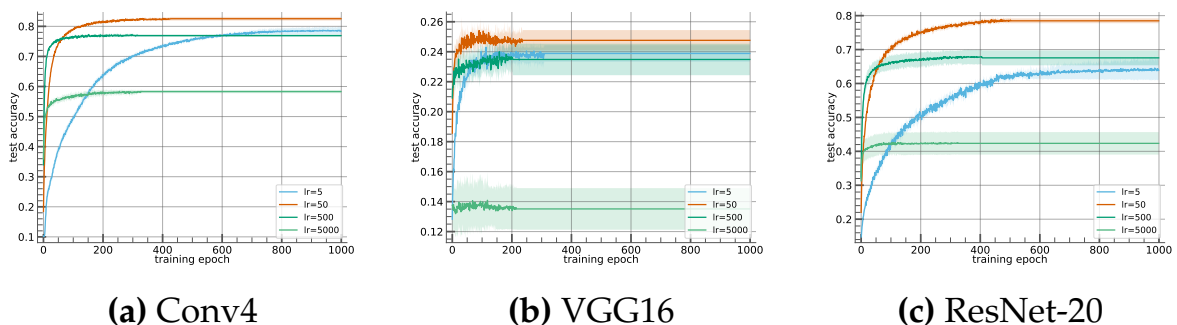 0.8
0.7
0.6
0.5
0.4
0.3
0.2
0.1
test accuracy
0
200
400
600
800
1000
training epoch
lr=5
lr=50
lr=500
lr=5000
(a) Conv4
0.26
0.24
0.22
0.20
0.18
0.16
0.14
0.12
test accuracy
0
200
400
600
800
1000
training epoch
lr=5
lr=50
lr=500
lr=5000
(b) VGG16
0.8
0.7
0.6
0.5
0.4
0.3
0.2
test accuracy
0
200
400
600
800
1000
training epoch
lr=5
lr=50
lr=500
lr=5000
(c) ResNet-20